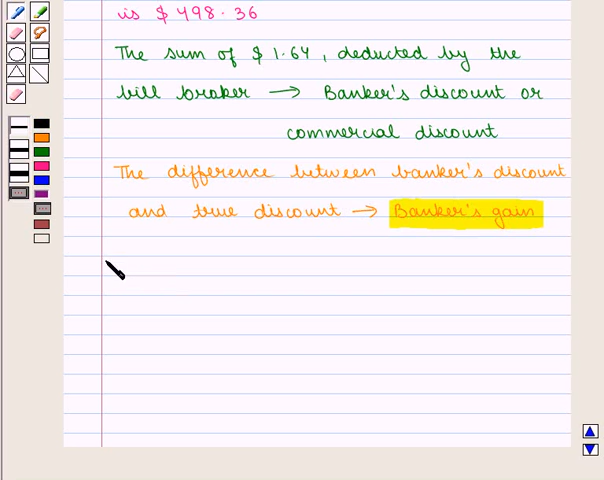 is $ 498.36
The sum of $ 1.64, deducted by the
bill broker → Banker's discount or
commercial discount
The difference between banker's discount
and true discount → Banker's gain